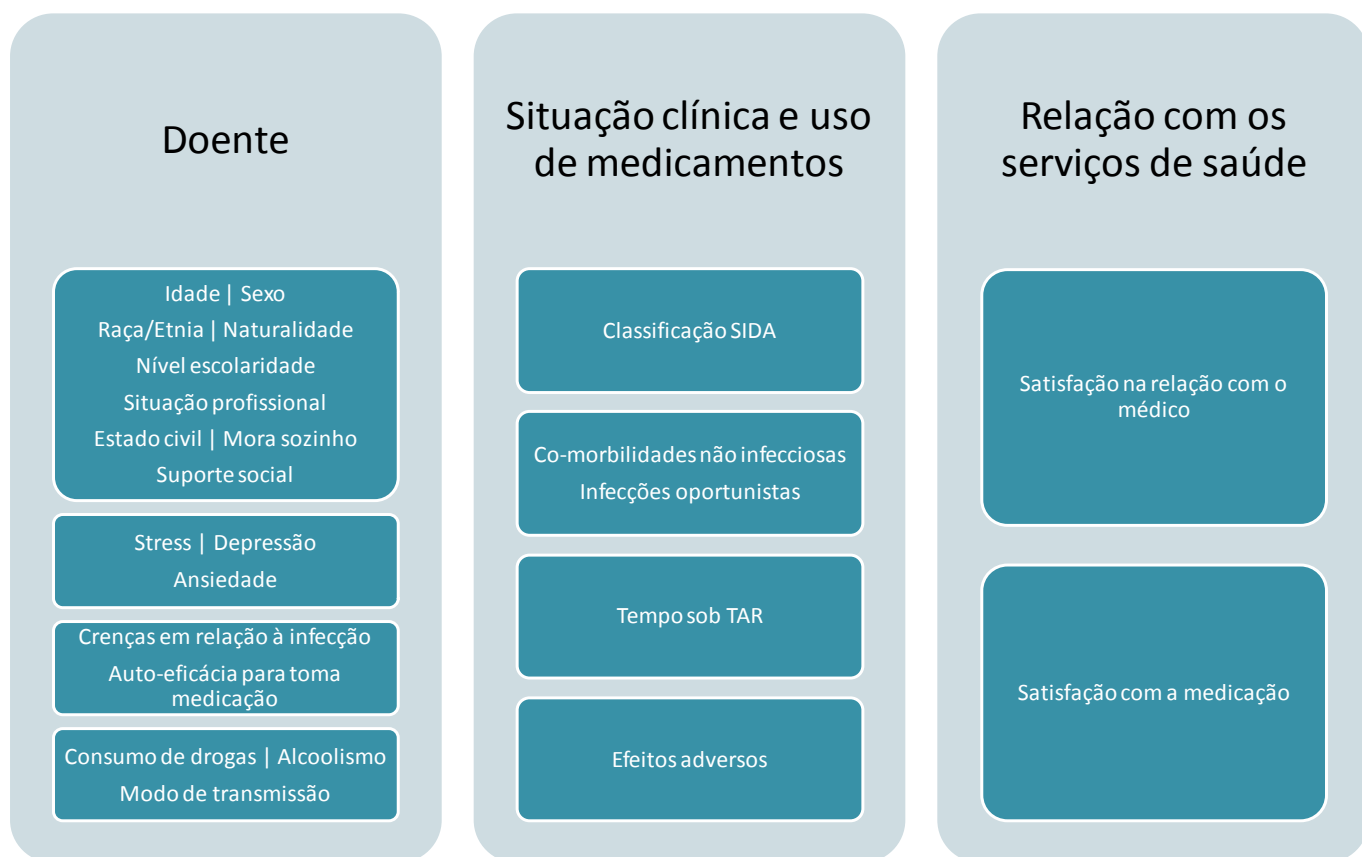 Doente
Idade | Sexo
Raça/Etnia | Naturalidade
Nível escolaridade
Situação profissional
Estado civil | Mora sozinho
Suporte social
Stress | Depressão
Ansiedade
Crenças em relação à infecção
Auto-eficácia para toma
medicação
Consumo de drogas | Alcoolismo
Modo de transmissão
Situação clínica e uso
de medicamentos
Classificação SIDA
Co-morbilidades não infecciosas
Infecções oportunistas
Tempo sob TAR
Efeitos adversos
Relação com os
serviços de saúde
Satisfação na relação com o
médico
Satisfação com a medicação